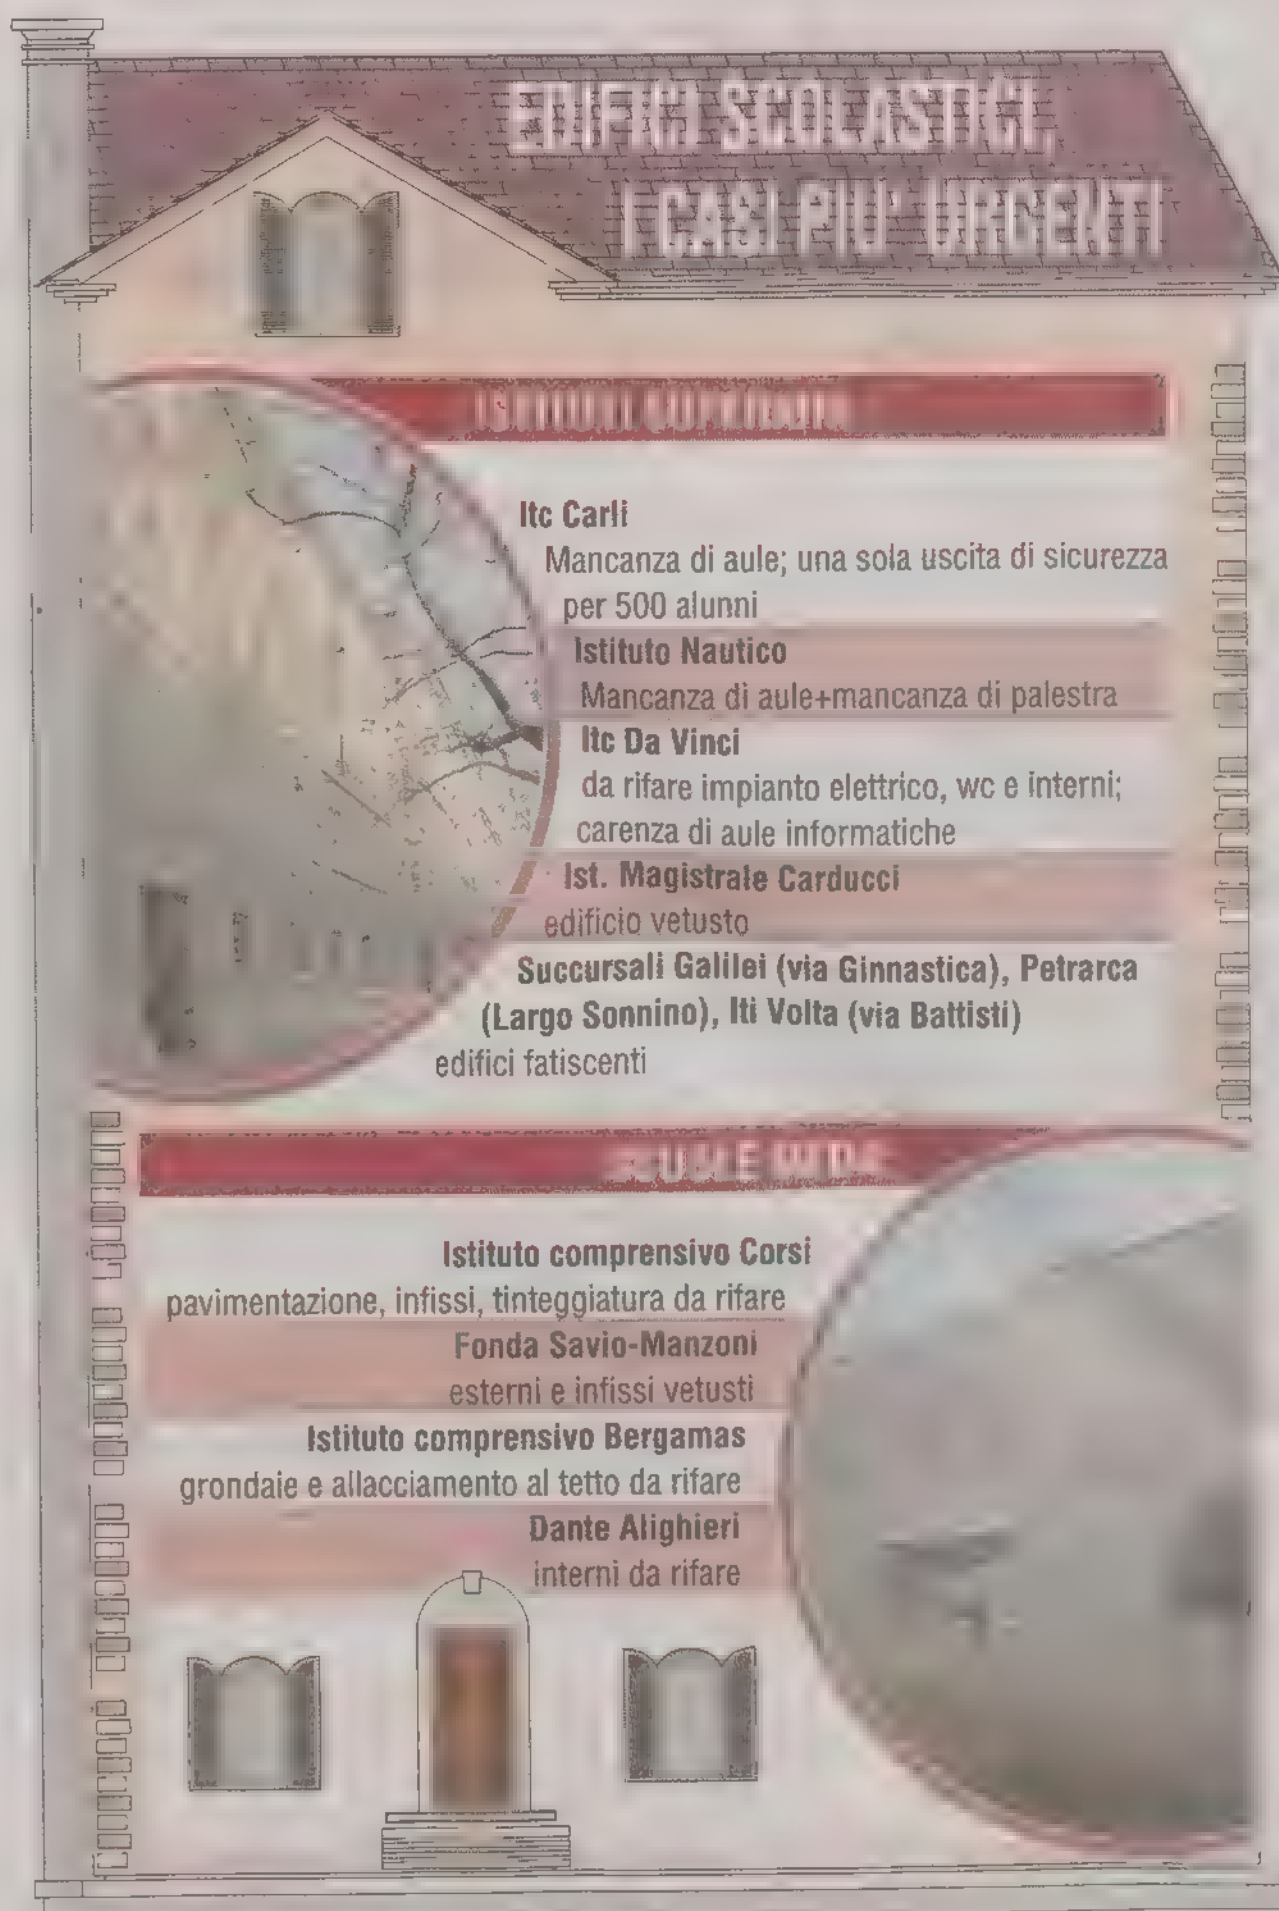 EDIFICI SCOLASTICI,
I CASI PIU' URGENTI
ISTITUTI SUPERIORI
Itc Carli
Mancanza di aule; una sola uscita di sicurezza
per 500 alunni
Istituto Nautico
Mancanza di aule+mancanza di palestra
Itc Da Vinci
da rifare impianto elettrico, wc e interni;
carenza di aule informatiche
Ist. Magistrale Carducci
edificio vetusto
Succursali Galilei (via Ginnastica), Petrarca
(Largo Sonnino), Iti Volta (via Battisti)
edifici fatiscenti
SCUOLE MEDIE
Istituto comprensivo Corsi
pavimentazione, infissi, tinteggiatura da rifare
Fonda Savio-Manzoni
esterni e infissi vetusti
Istituto comprensivo Bergamas
grondaie e allacciamento al tetto da rifare
Dante Alighieri
interni da rifare